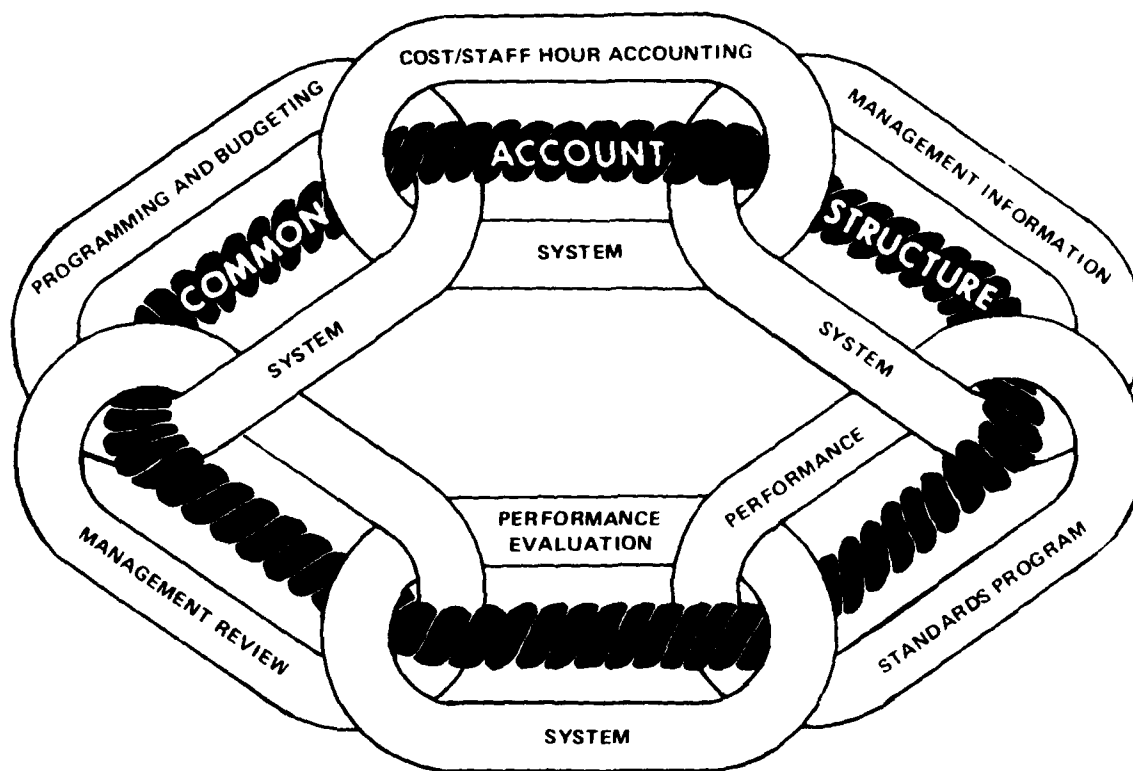 COST/STAFF HOUR ACCOUNTING
SYSTEM
PROGRAMMING AND BUDGETING
SYSTEM
MANAGEMENT INFORMATION
SYSTEM
COMMON
ACCOUNT
STRUCTURE
MANAGEMENT REVIEW
PERFORMANCE
EVALUATION
SYSTEM
PERFORMANCE
STANDARDS PROGRAM